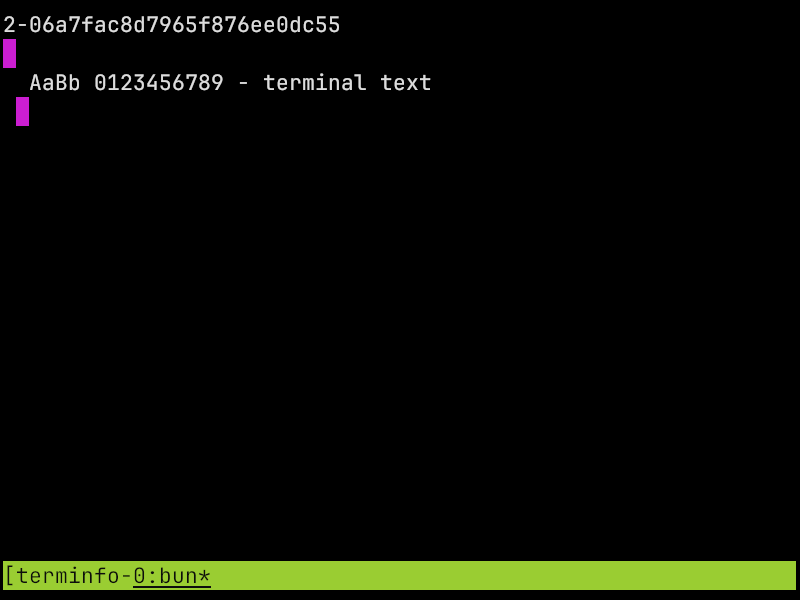 2-06a7fac8d7965f876ee0dc55
AaBb 0123456789 - terminal text
[terminfo-0:bun*